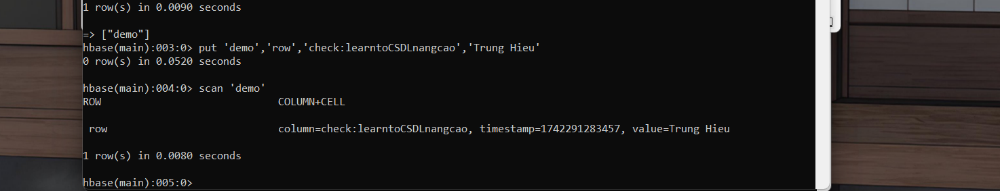 1 row(s) in 0.0090 seconds
=> ["demo"]
hbase(main):003:0> put 'demo','row','check:learntoCSDLnangcao','Trung Hieu'
0 row(s) in 0.0520 seconds
hbase(main):004:0> scan 'demo'
ROW COLUMN+CELL
row column=check:learntoCSDLnangcao, timestamp=1742291283457, value=Trung Hieu
1 row(s) in 0.0080 seconds
hbase(main):005:0>